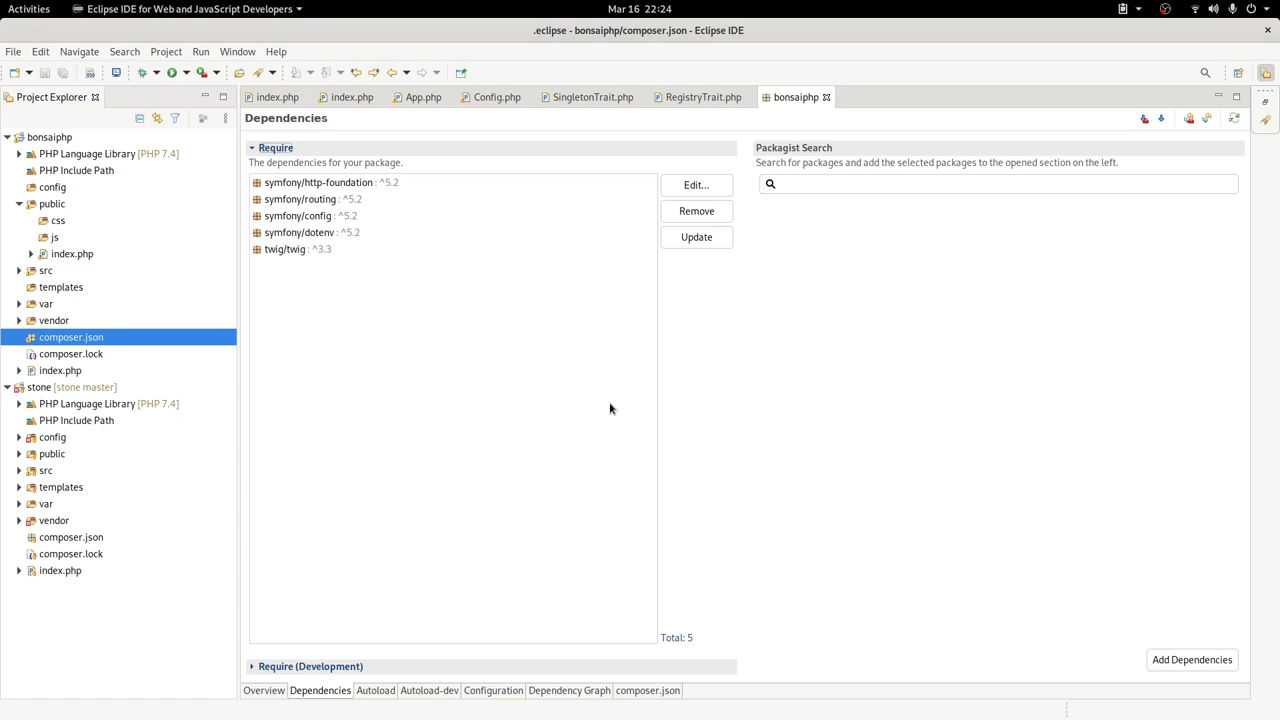 Activities
Eclipse IDE for Web and JavaScript Developers
Mar 16 22:24
.eclipse - bonsaiphp/composer.json - Eclipse IDE
File Edit Navigate Search Project Run Window Help
Project Explorer
index.php
index.php
App.php
Config.php
SingletonTrait.php
RegistryTrait.php
bonsaiphp
bonsaiphp
PHP Language Library [PHP 7.4]
PHP Include Path
config
public
css
js
index.php
src
templates
var
vendor
composer.json
composer.lock
index.php
stone [stone master]
PHP Language Library [PHP 7.4]
PHP Include Path
config
public
src
templates
var
vendor
composer.json
composer.lock
index.php
Dependencies
Require
The dependencies for your package.
symfony/http-foundation : ^5.2
symfony/routing : ^5.2
symfony/config : ^5.2
symfony/dotenv : ^5.2
twig/twig : ^3.3
Edit...
Remove
Update
Total: 5
Require (Development)
Packagist Search
Search for packages and add the selected packages to the opened section on the left.
Add Dependencies
Overview Dependencies Autoload Autoload-dev Configuration Dependency Graph composer.json